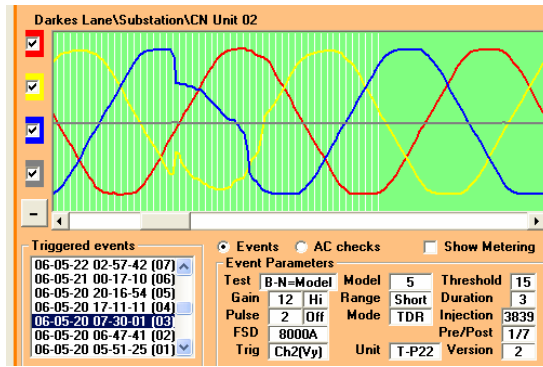 Darkes Lane\Substation\CN Unit 02
-
Triggered events
06-05-22 02-57-42 (07)
06-05-21 00-17-10 (06)
06-05-20 20-16-54 (05)
06-05-20 17-11-11 (04)
06-05-20 07-30-01 (03)
06-05-20 06-47-41 (02)
06-05-20 05-51-25 (01)
Events AC checks Show Metering
Event Parameters
Test B-N=Model Model 5 Threshold 15
Gain 12 Hi Range Short Duration 3
Pulse 2 Off Mode TDR Injection 3839
FSD 8000A Pre/Post 1/7
Trig Ch2(Vy) Unit T-P22 Version 2